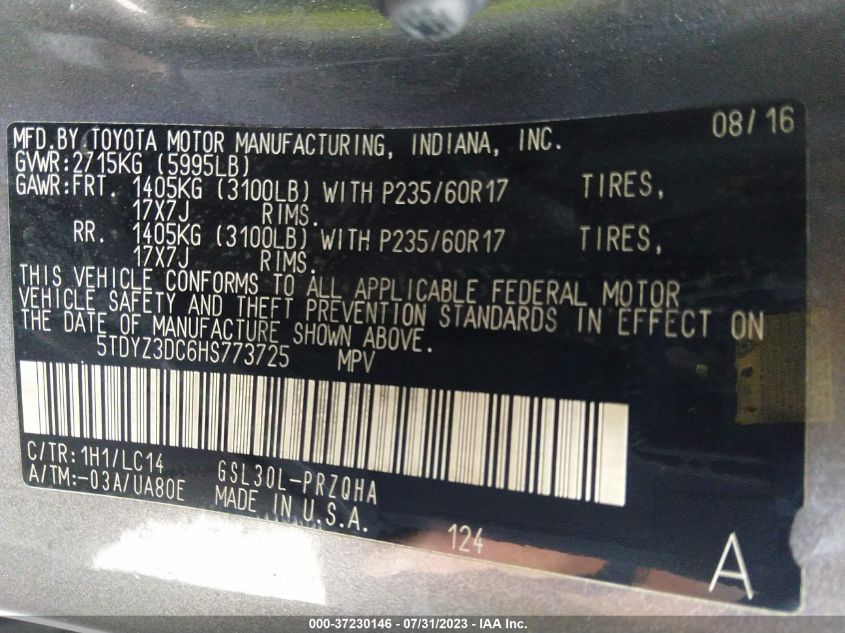 08/16
MFD.BY TOYOTA MOTOR MANUFACTURING, INDIANA, INC.
GVWR:2715KG (5995LB)
GAWR:FRT. 1405KG (3100LB) WITH P235/60R17 TIRES,
17X7J RIMS.
RR. 1405KG (3100LB) WITH P235/60R17 TIRES,
17X7J RIMS.
THIS VEHICLE CONFORMS TO ALL APPLICABLE FEDERAL MOTOR
VEHICLE SAFETY AND THEFT PREVENTION STANDARDS IN EFFECT ON
THE DATE OF MANUFACTURE SHOWN ABOVE.
5TDYZ3DC6HS773725 MPV
C/TR:1H1/LC14 GSL30L-PRZQHA
A/TM:-03A/UA80E MADE IN U.S.A.
124
A
000-37230146 - 07/31/2023 - IAA Inc.